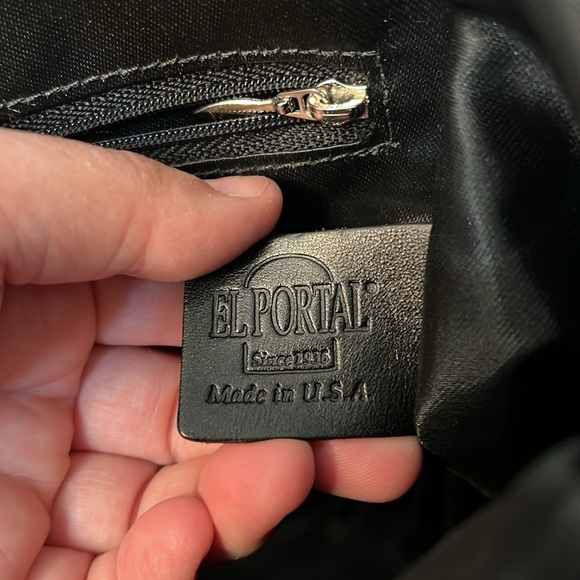 EL PORTAL®
Since 1936
Made in U.S.A